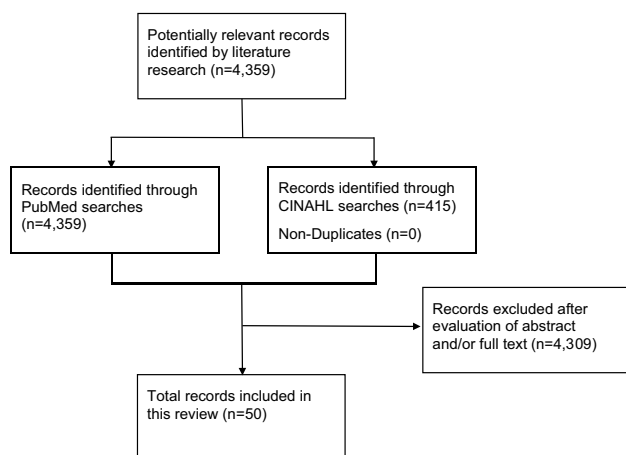 Potentially relevant records
identified by literature
research (n=4,359)
Records identified through
PubMed searches
(n=4,359)
Records identified through
CINAHL searches (n=415)
Non-Duplicates (n=0)
Records excluded after
evaluation of abstract
and/or full text (n=4,309)
Total records included in
this review (n=50)